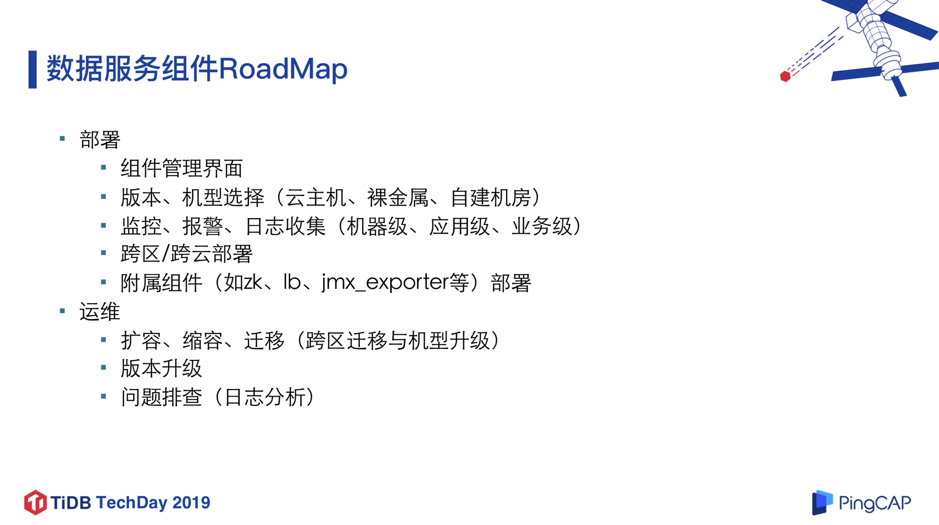 数据服务组件RoadMap
部署
组件管理界面
版本、机型选择（云主机、裸金属、自建机房）
监控、报警、日志收集（机器级、应用级、业务级）
跨区/跨云部署
附属组件（如zk、lb、jmx_exporter等）部署
运维
扩容、缩容、迁移（跨区迁移与机型升级）
版本升级
问题排查（日志分析）
TiDB TechDay 2019
PingCAP